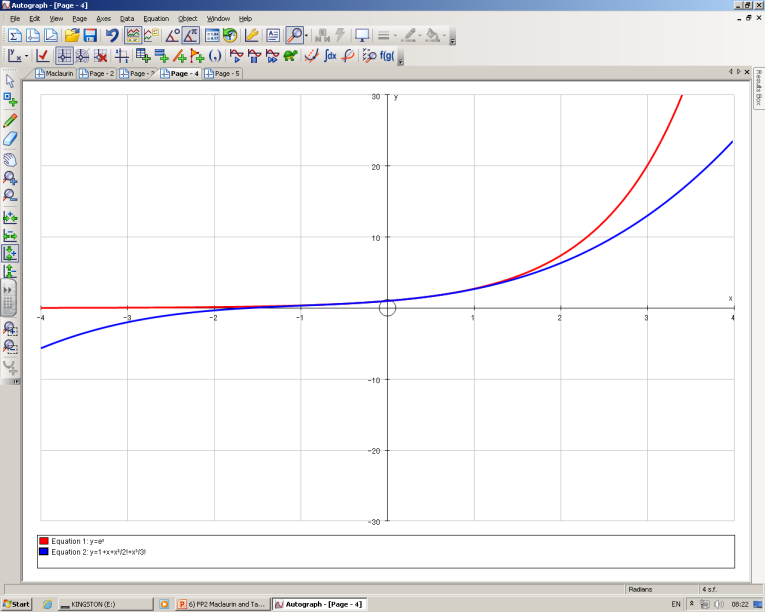 Autograph - [Page - 4]
File Edit View Page Axes Data Equation Object Window Help
∫dx f(g(
Maclaurin Page - 2 Page - Page - 4 Page - 5
Results Box
30 y
20
10
x
-4 -3 -2 -1 1 2 3 4
-10
-20
-30
Equation 1: y=eˣ
Equation 2: y=1+x+x²/2!+x³/3!
Radians 4 s.f.
Start KINGSTON (E:) 6) FP2 Maclaurin and Ta... Autograph - [Page - 4] EN 08:22